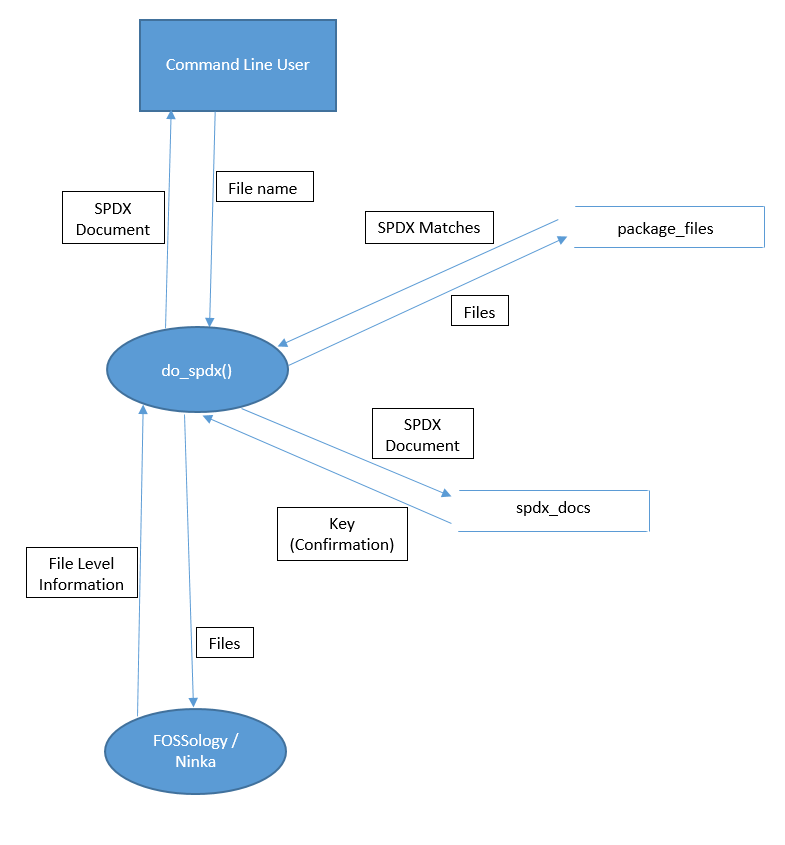 Command Line User
File name
SPDX
Document
SPDX Matches
package_files
Files
do_spdx()
SPDX
Document
spdx_docs
Key
(Confirmation)
File Level
Information
Files
FOSSology /
Ninka